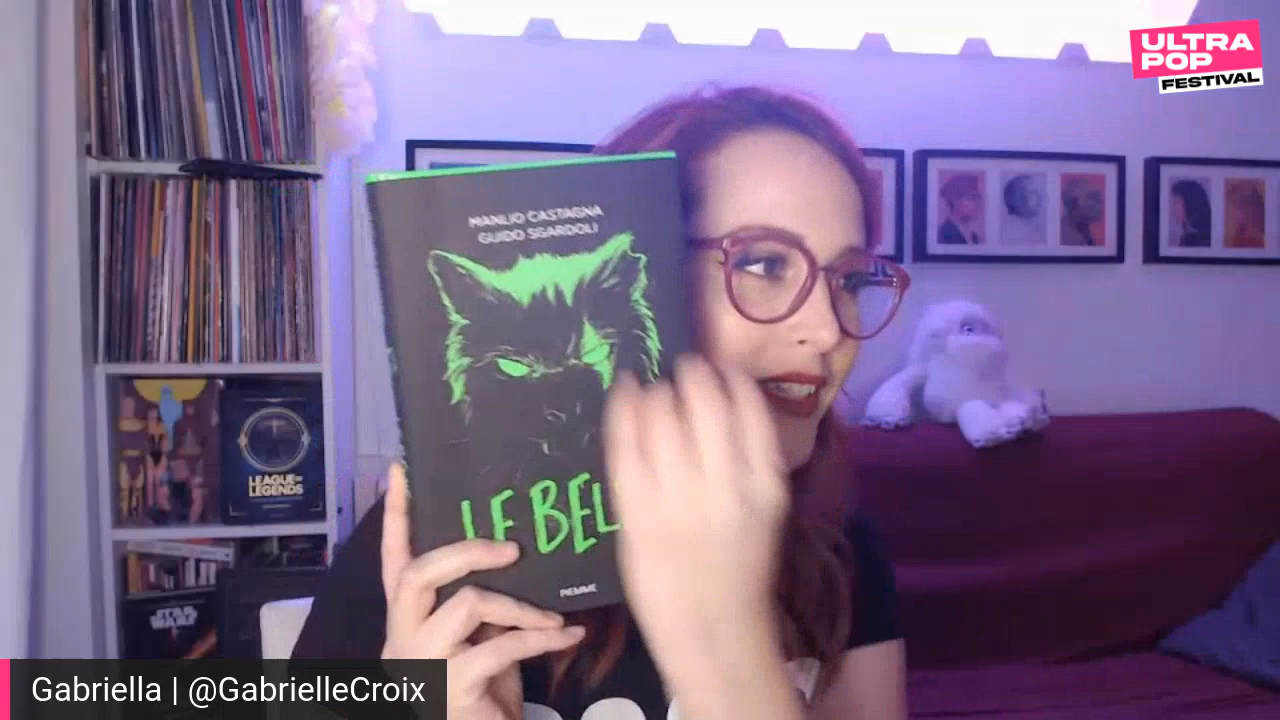 ULTRA
POP
FESTIVAL
MANLIO CASTAGNA
GUIDO SGARDOLI
LE BEL
PIEMME
LEAGUE OF
LEGENDS
STAR
WARS
Gabriella | @GabrielleCroix